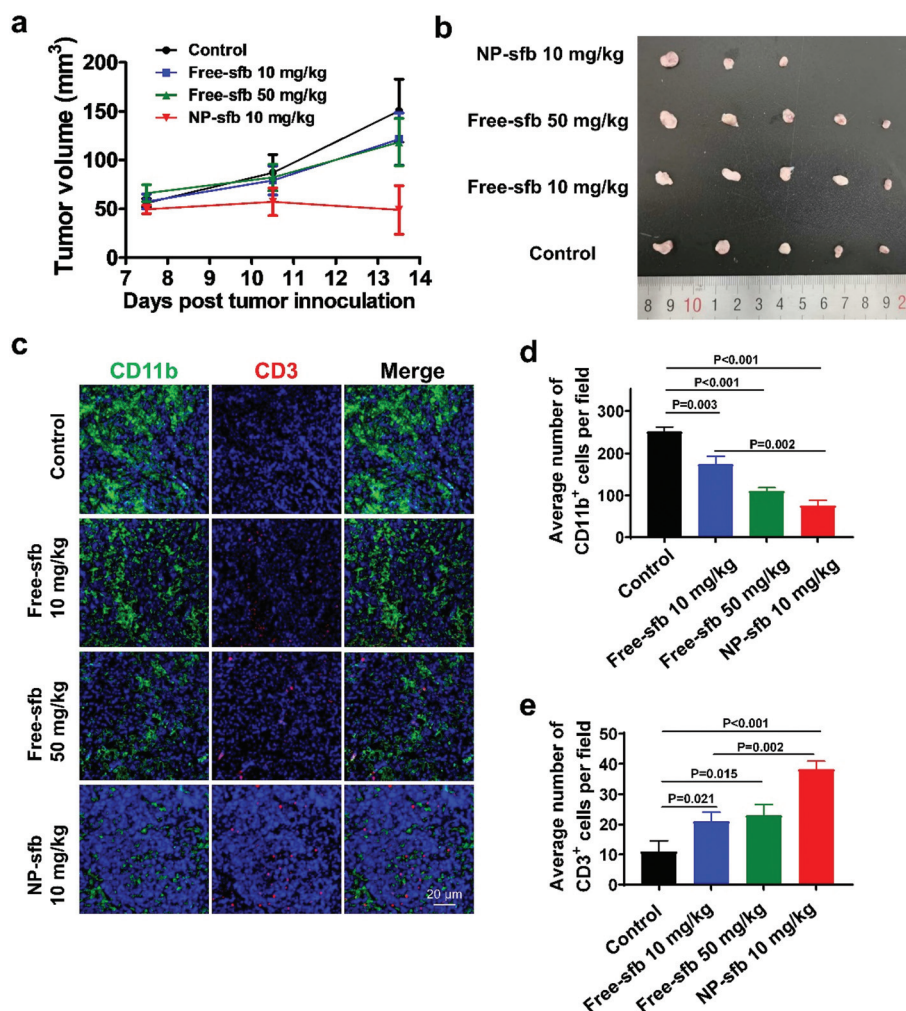 a
Tumor volume (mm³)
200
150
100
50
0
Control
Free-sfb 10 mg/kg
Free-sfb 50 mg/kg
NP-sfb 10 mg/kg
7 8 9 10 11 12 13 14
Days post tumor innoculation
b
NP-sfb 10 mg/kg
Free-sfb 50 mg/kg
Free-sfb 10 mg/kg
Control
8 9 10 1 2 3 4 5 6 7 8 9 2
c
CD11b CD3 Merge
Control
Free-sfb
10 mg/kg
Free-sfb
50 mg/kg
NP-sfb
10 mg/kg
20 μm
d
Average number of
CD11b⁺ cells per field
300
200
100
0
P<0.001
P<0.001
P=0.003
P=0.002
Control
Free-sfb 10 mg/kg
Free-sfb 50 mg/kg
NP-sfb 10 mg/kg
e
Average number of
CD3⁺ cells per field
50
40
30
20
10
0
P<0.001
P=0.002
P=0.015
P=0.021
Control
Free-sfb 10 mg/kg
Free-sfb 50 mg/kg
NP-sfb 10 mg/kg